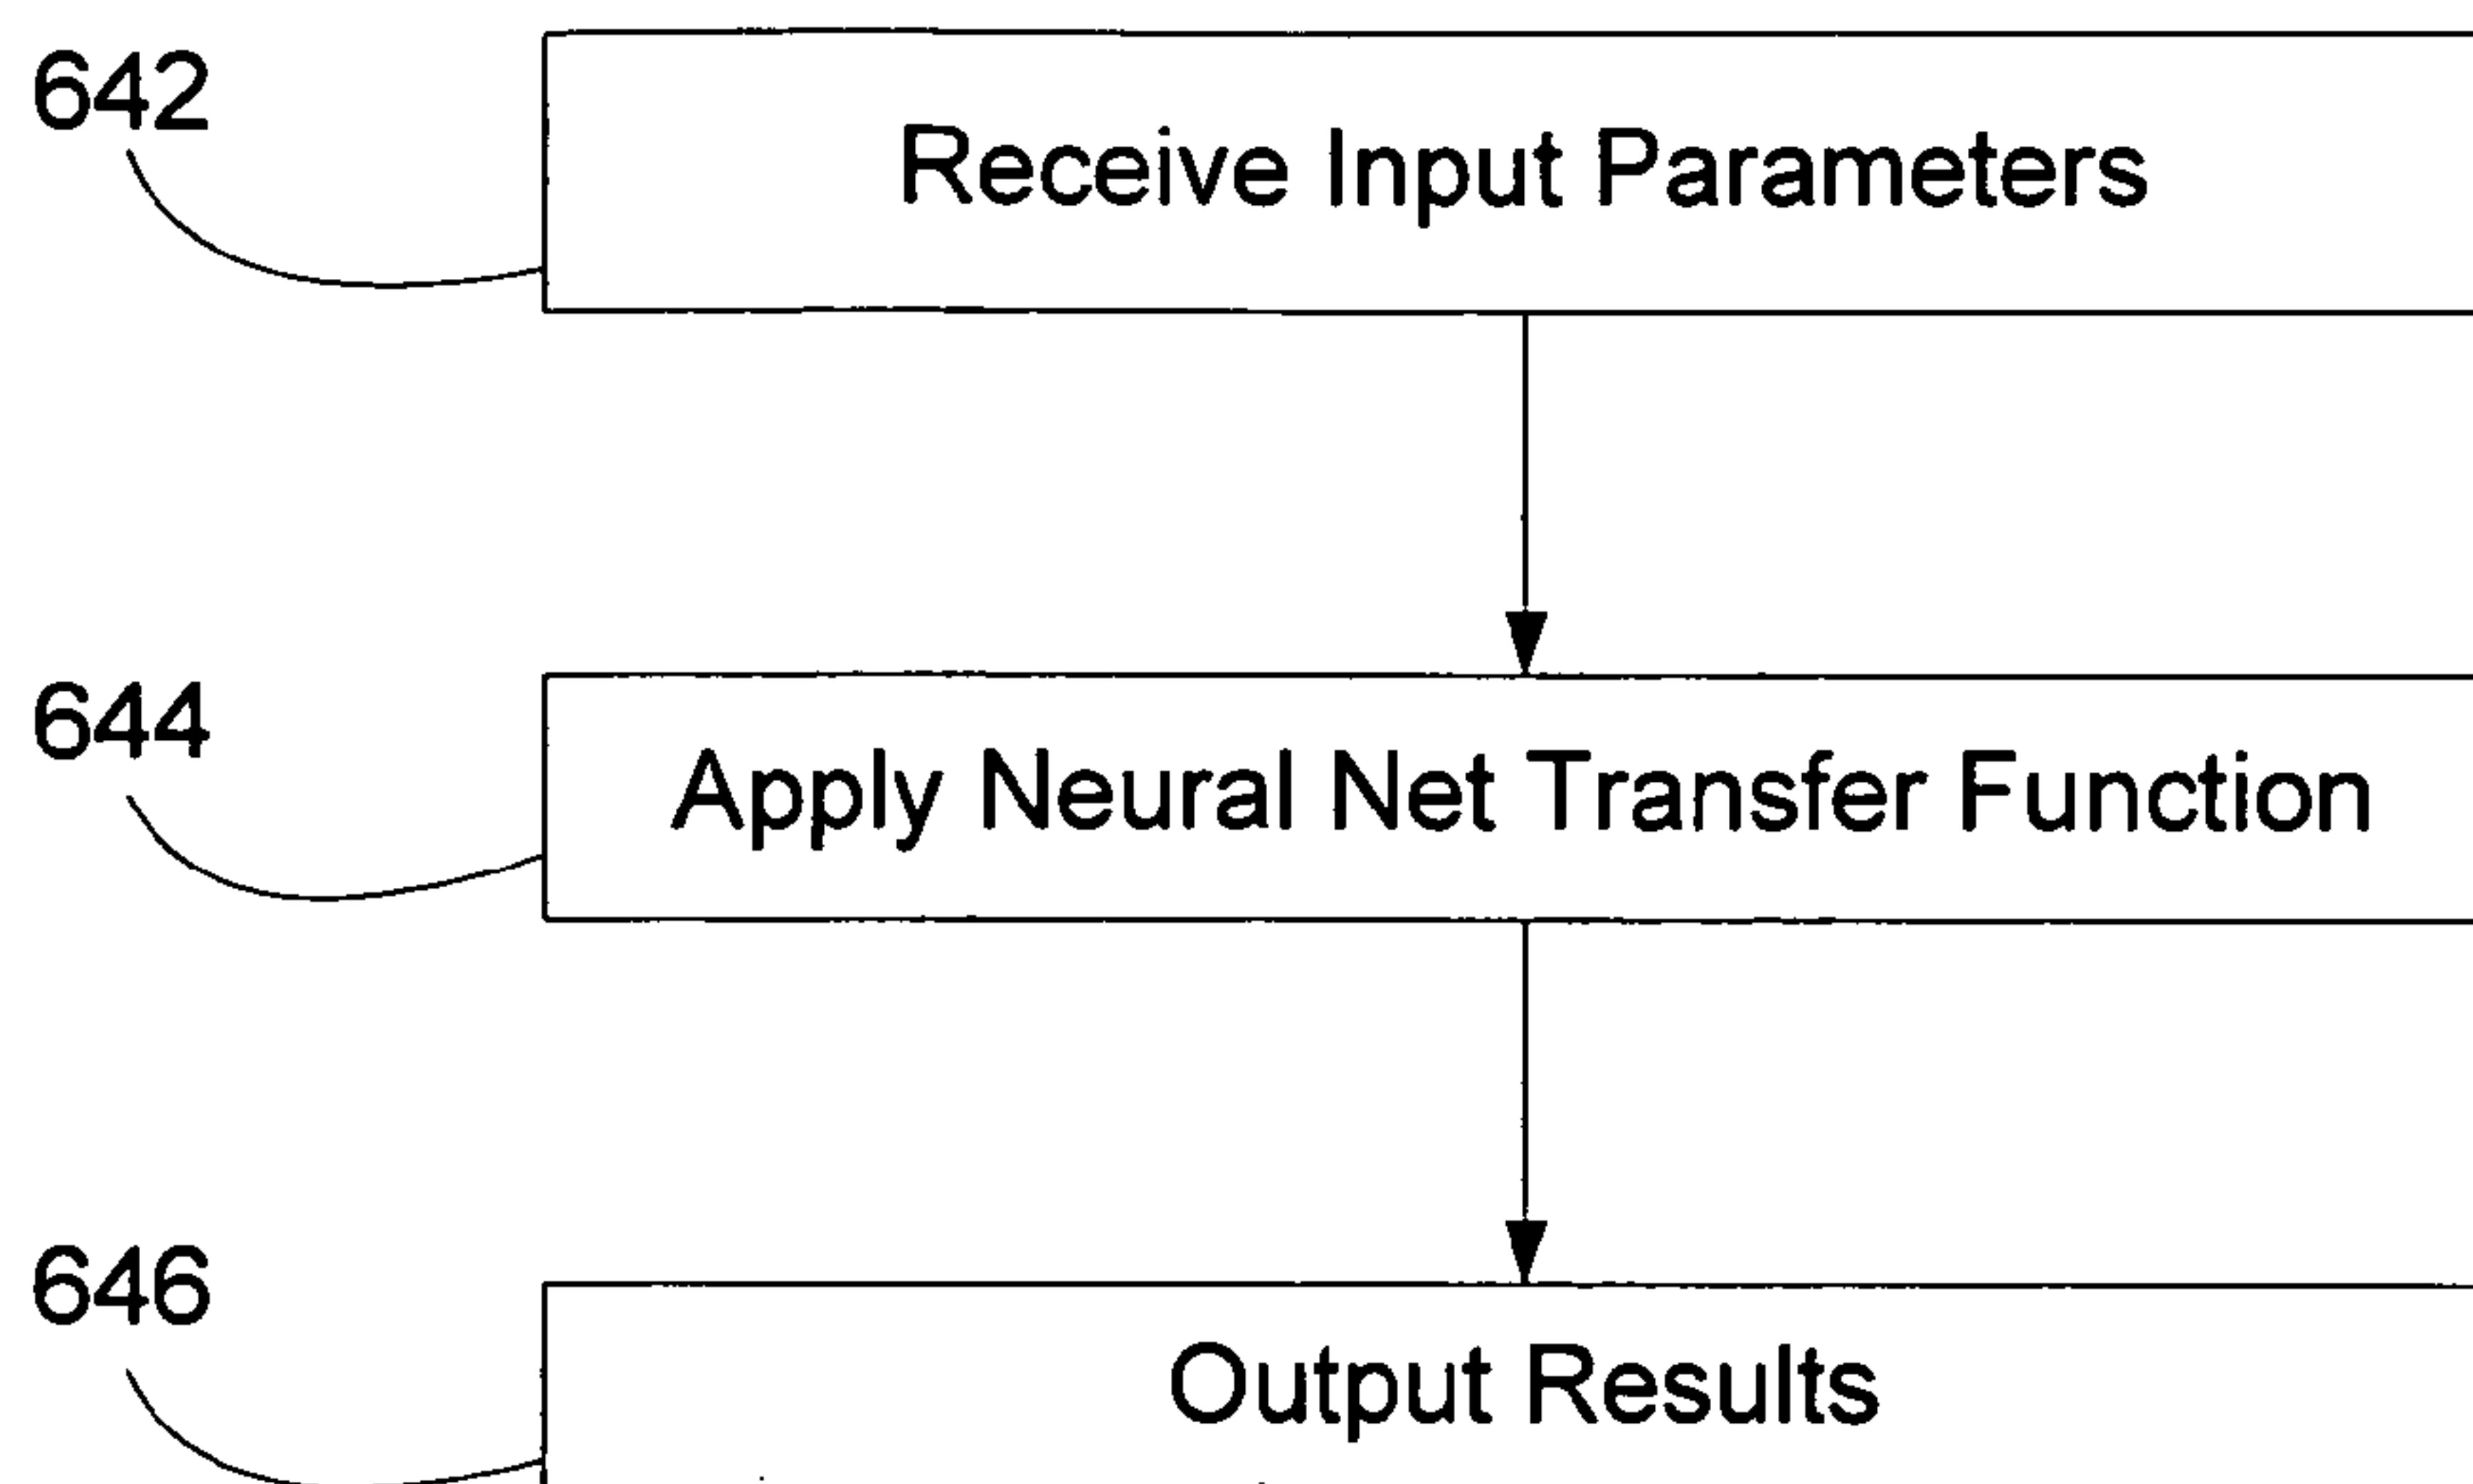 642
Receive Input Parameters
644
Apply Neural Net Transfer Function
646
Output Results